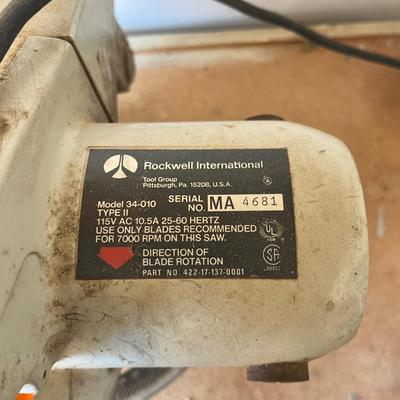 Rockwell International
Tool Group
Pittsburgh, Pa. 15208, U.S.A.
Model 34-010
TYPE II
SERIAL NO. MA 4681
115V AC 10.5A 25-60 HERTZ
USE ONLY BLADES RECOMMENDED
FOR 7000 RPM ON THIS SAW.
DIRECTION OF
BLADE ROTATION
PART NO. 422-17-137-0001
UL